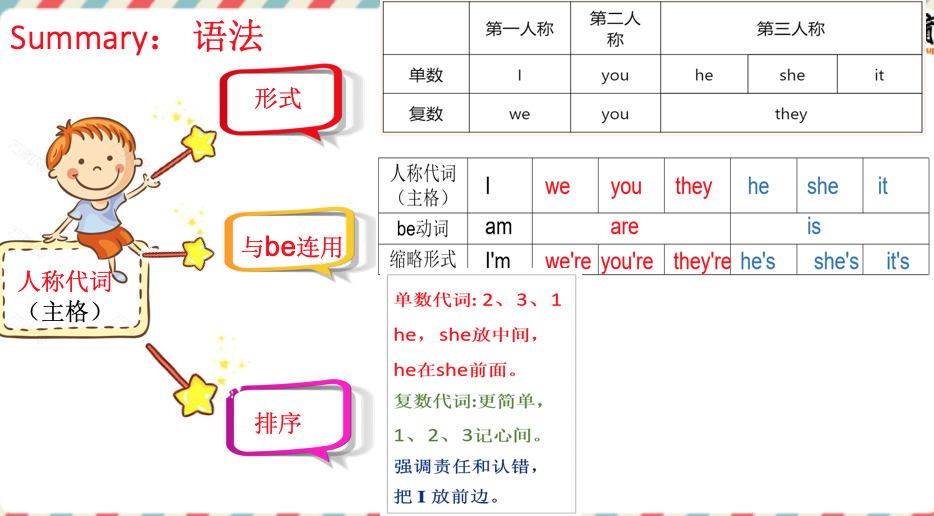 Summary： 语法
形式
与be连用
排序
人称代词
（主格）
第一人称 第二人称 第三人称
单数 I you he she it
复数 we you they
人称代词（主格） I we you they he she it
be动词 am are is
缩略形式 I'm we're you're they're he's she's it's
单数代词: 2、3、1
he，she放中间，
he在she前面。
复数代词:更简单，
1、2、3记心间。
强调责任和认错，
把 I 放前边。